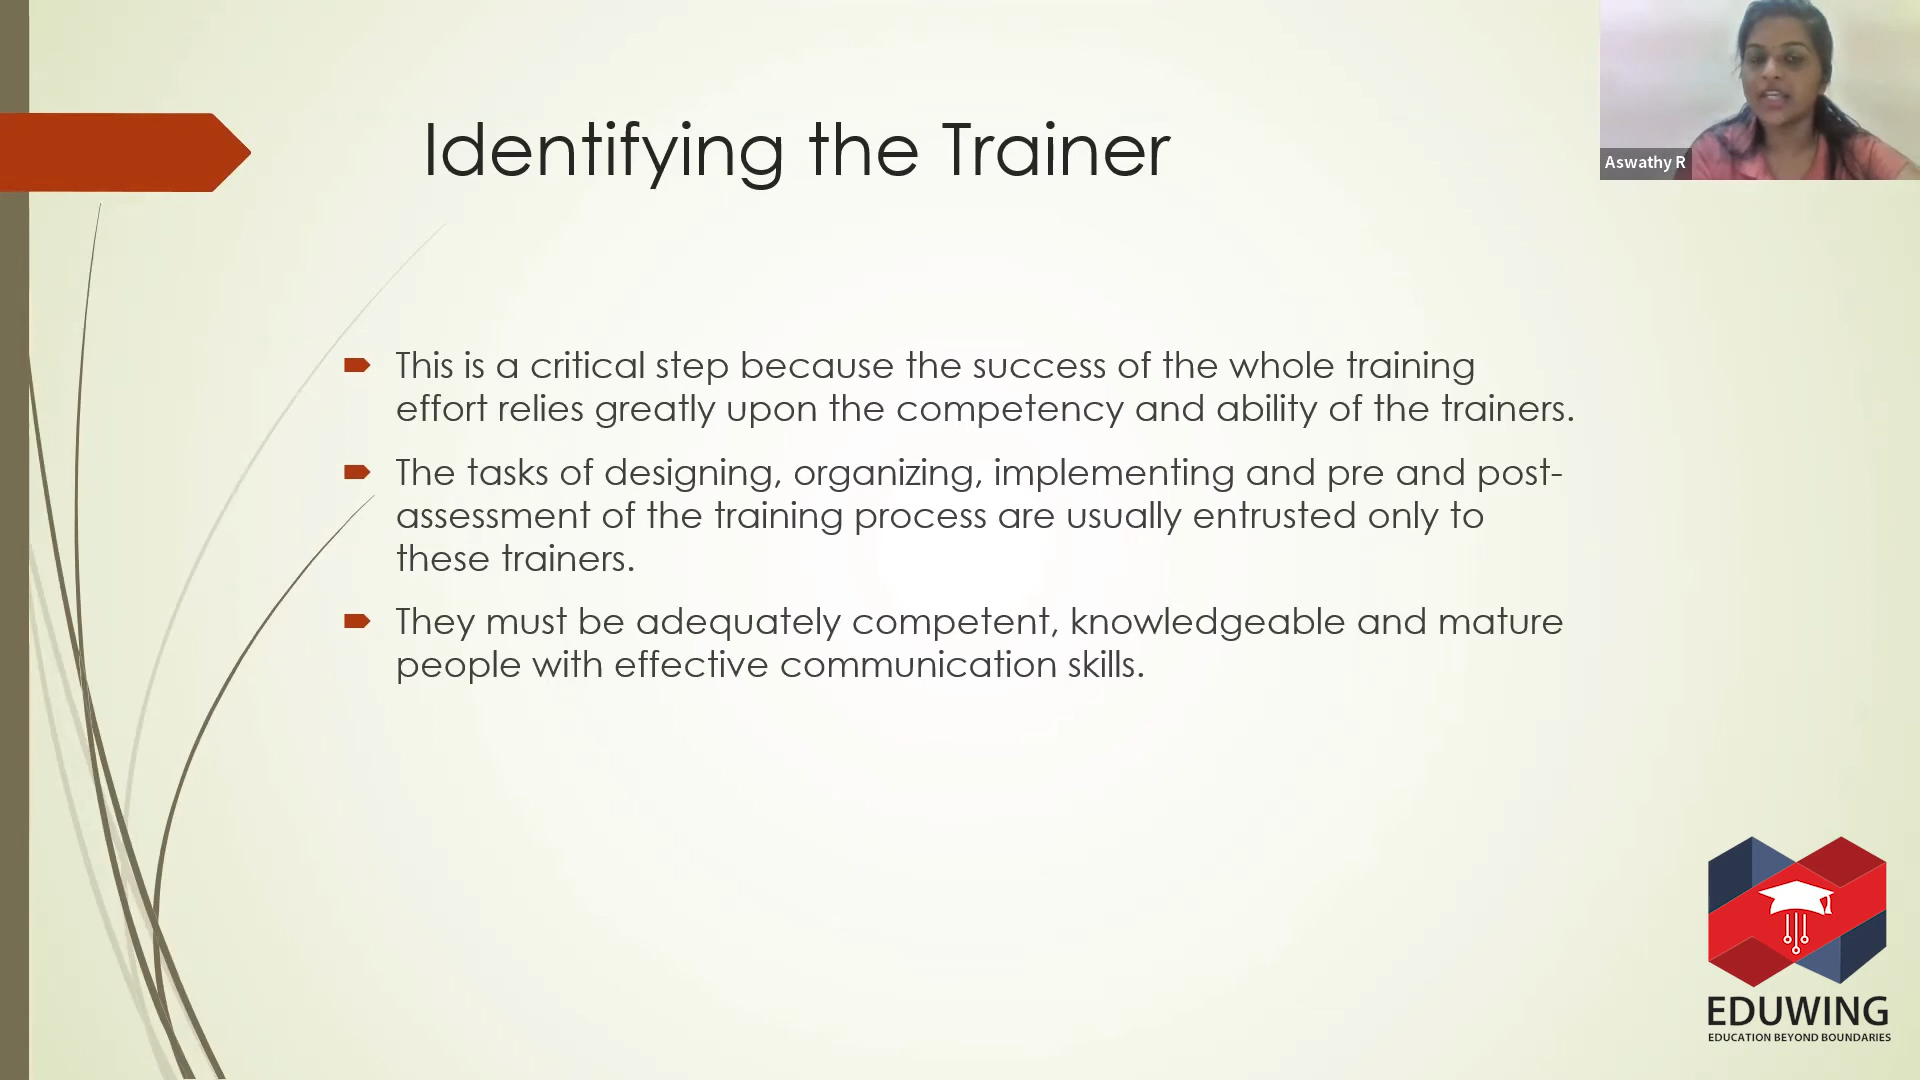 Identifying the Trainer
Aswathy R
This is a critical step because the success of the whole training
effort relies greatly upon the competency and ability of the trainers.
The tasks of designing, organizing, implementing and pre and post-
assessment of the training process are usually entrusted only to
these trainers.
They must be adequately competent, knowledgeable and mature
people with effective communication skills.
EDUWING
EDUCATION BEYOND BOUNDARIES